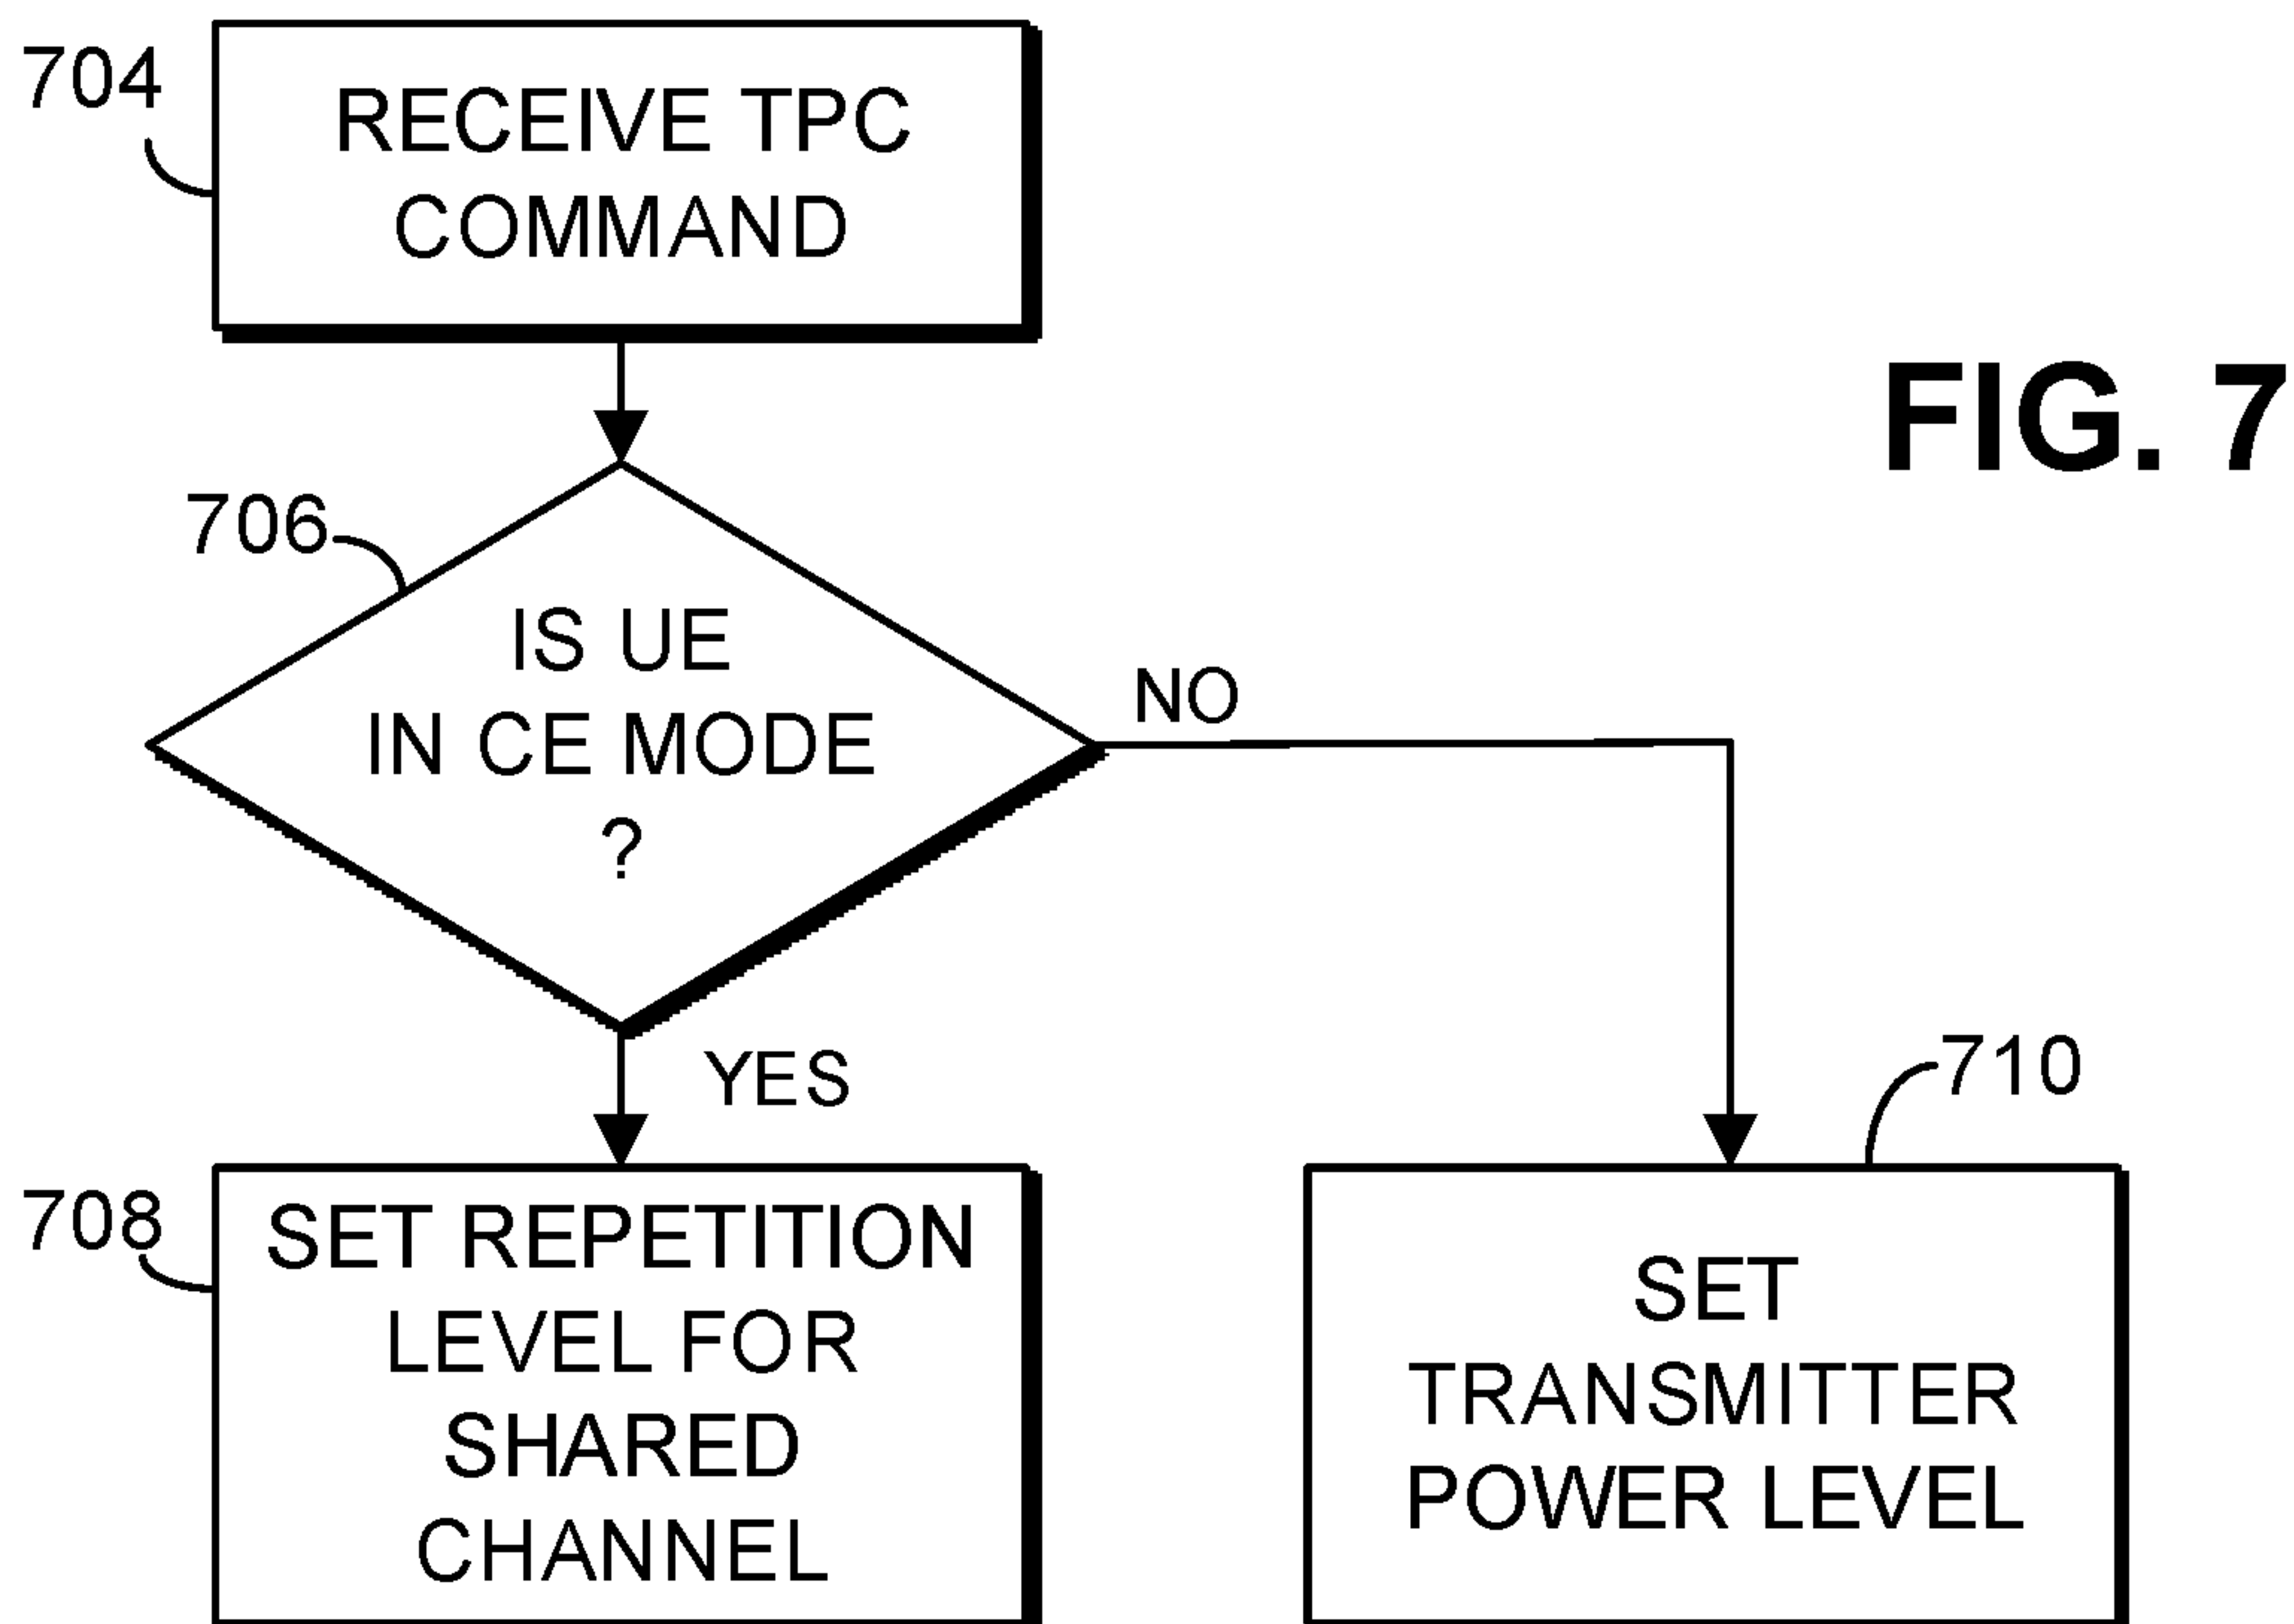 704
RECEIVE TPC
COMMAND
FIG. 7
706
IS UE
IN CE MODE
?
NO
YES
708
SET REPETITION
LEVEL FOR
SHARED
CHANNEL
710
SET
TRANSMITTER
POWER LEVEL